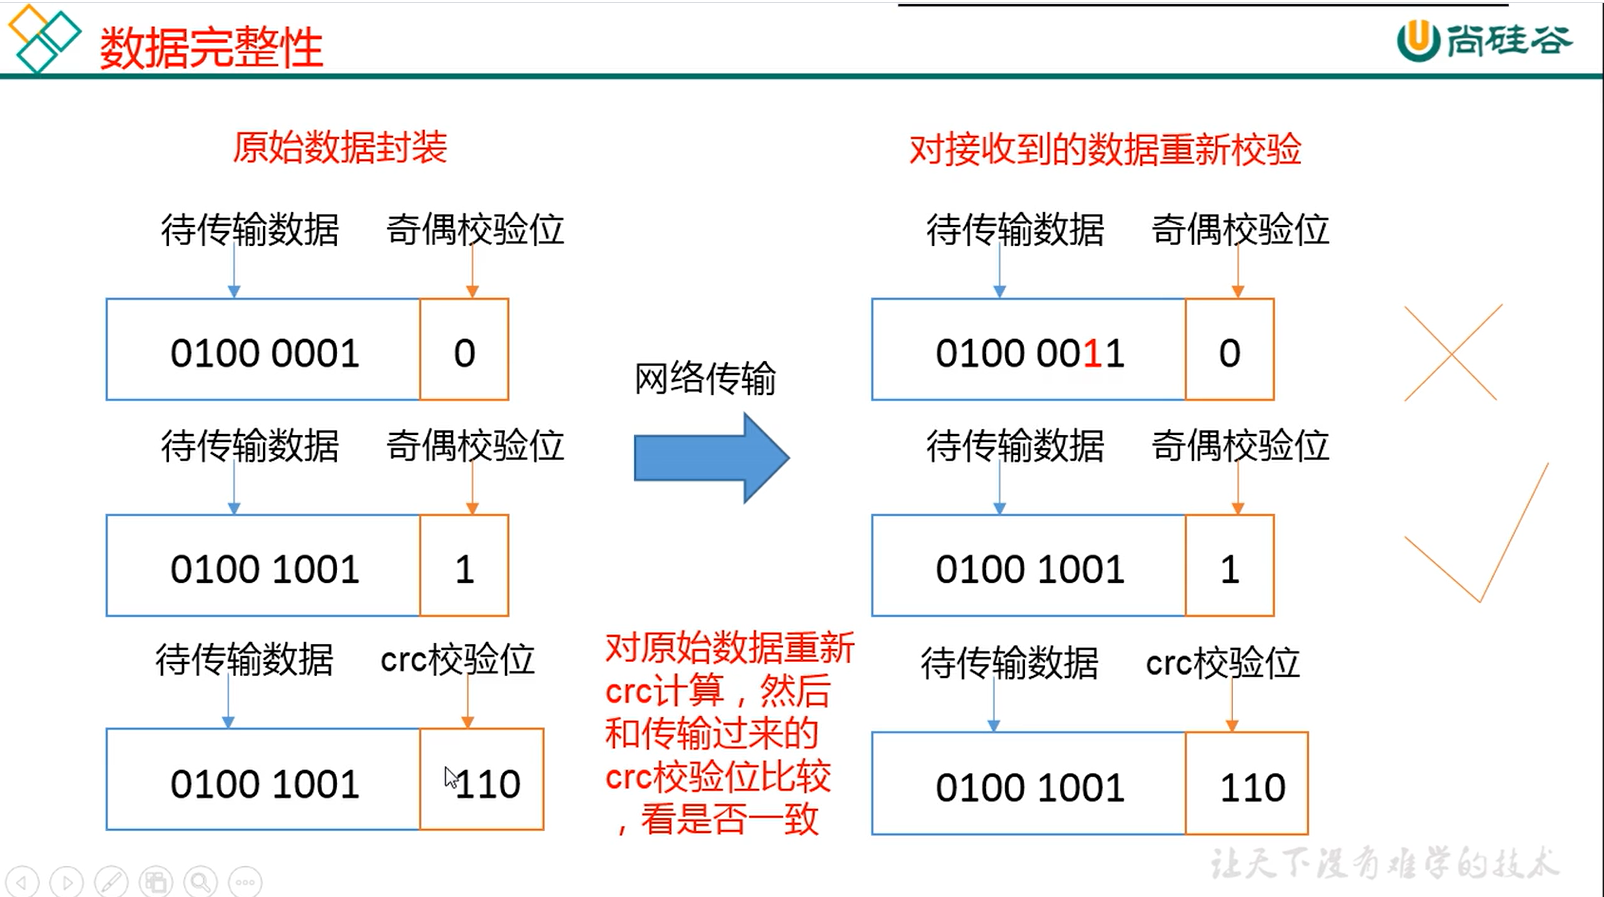 数据完整性
尚硅谷
原始数据封装
对接收到的数据重新校验
待传输数据 奇偶校验位
待传输数据 奇偶校验位
0100 0001 0
0100 0011 0
网络传输
待传输数据 奇偶校验位
待传输数据 奇偶校验位
0100 1001 1
0100 1001 1
对原始数据重新
crc计算，然后
和传输过来的
crc校验位比较
，看是否一致
待传输数据 crc校验位
待传输数据 crc校验位
0100 1001 110
0100 1001 110
让天下没有难学的技术